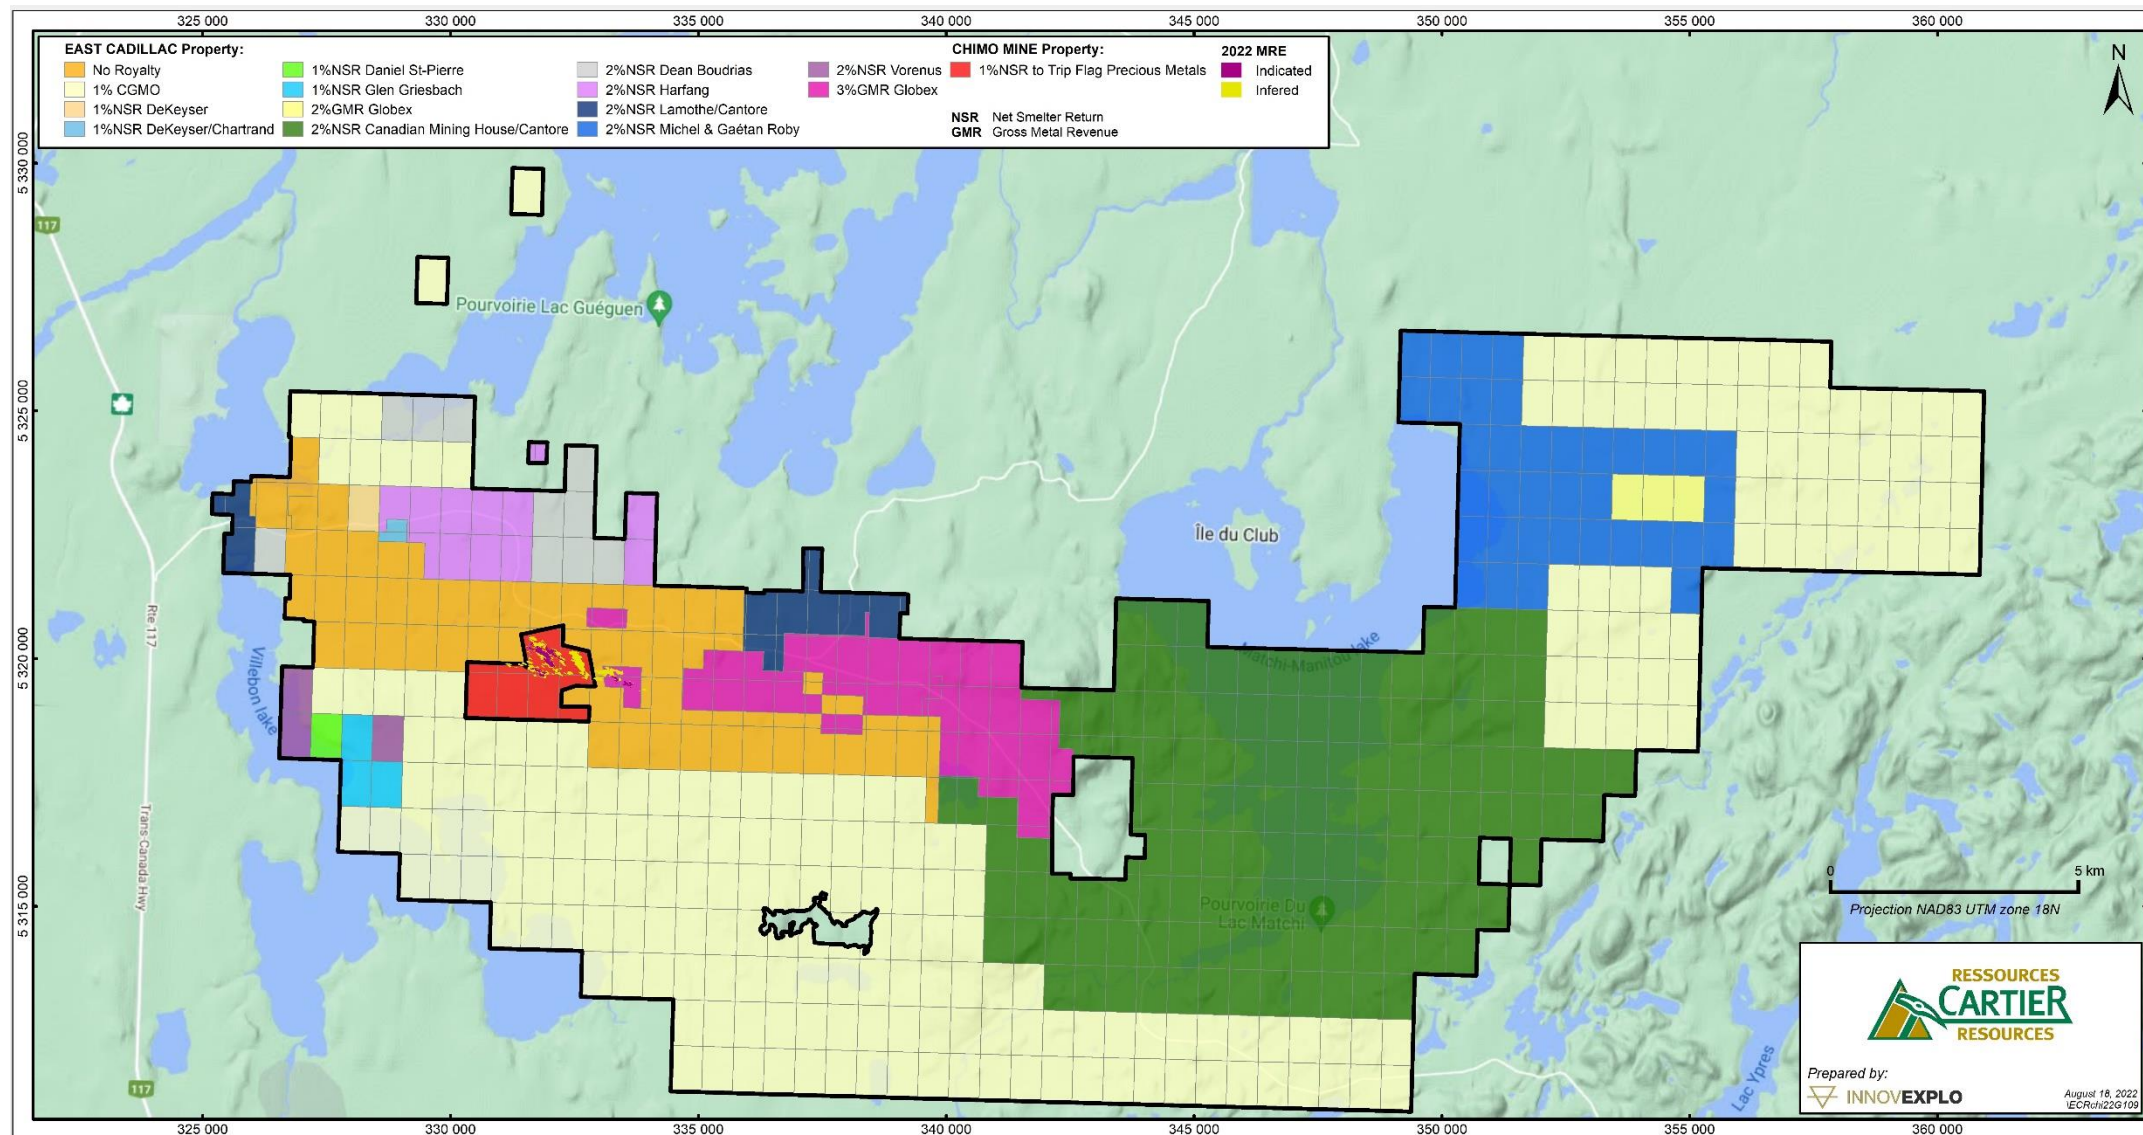 325 000
330 000
335 000
340 000
345 000
350 000
355 000
360 000
EAST CADILLAC Property:
No Royalty
1% CGMO
1%NSR DeKeyser
1%NSR DeKeyser/Chartrand
1%NSR Daniel St-Pierre
1%NSR Glen Griesbach
2%GMR Globex
2%NSR Canadian Mining House/Cantore
2%NSR Dean Boudrias
2%NSR Harfang
2%NSR Lamothe/Cantore
2%NSR Michel & Gaétan Roby
2%NSR Vorenus
3%GMR Globex
CHIMO MINE Property:
1%NSR to Trip Flag Precious Metals
NSR Net Smelter Return
GMR Gross Metal Revenue
2022 MRE
Indicated
Infered
N
5 330 000
5 325 000
5 320 000
5 315 000
117
Pourvoirie Lac Guéguen
Île du Club
Matchi-Manitou lake
Rte 117
Villebon lake
Trans-Canada Hwy
117
Pourvoirie Du
Lac Matchi
Lac Ypres
0
5 km
Projection NAD83 UTM zone 18N
RESSOURCES
CARTIER
RESOURCES
Prepared by:
INNOVEXPLO
August 18, 2022
\ECRchi22G109
325 000
330 000
335 000
340 000
345 000
350 000
355 000
360 000